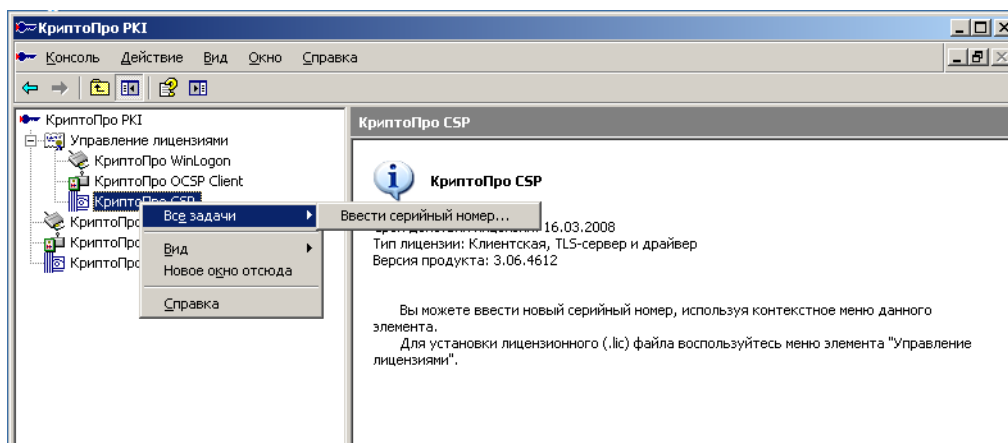 КриптоПро PKI
Консоль Действие Вид Окно Справка
КриптоПро PKI
Управление лицензиями
КриптоПро WinLogon
КриптоПро OCSP Client
КриптоПро CSP
КриптоПро
КриптоПро
КриптоПро
Все задачи
Вид
Новое окно отсюда
Справка
Ввести серийный номер...
КриптоПро CSP
КриптоПро CSP
16.03.2008
Тип лицензии: Клиентская, TLS-сервер и драйвер
Версия продукта: 3.06.4612
Вы можете ввести новый серийный номер, используя контекстное меню данного
элемента.
Для установки лицензионного (.lic) файла воспользуйтесь меню элемента "Управление
лицензиями".